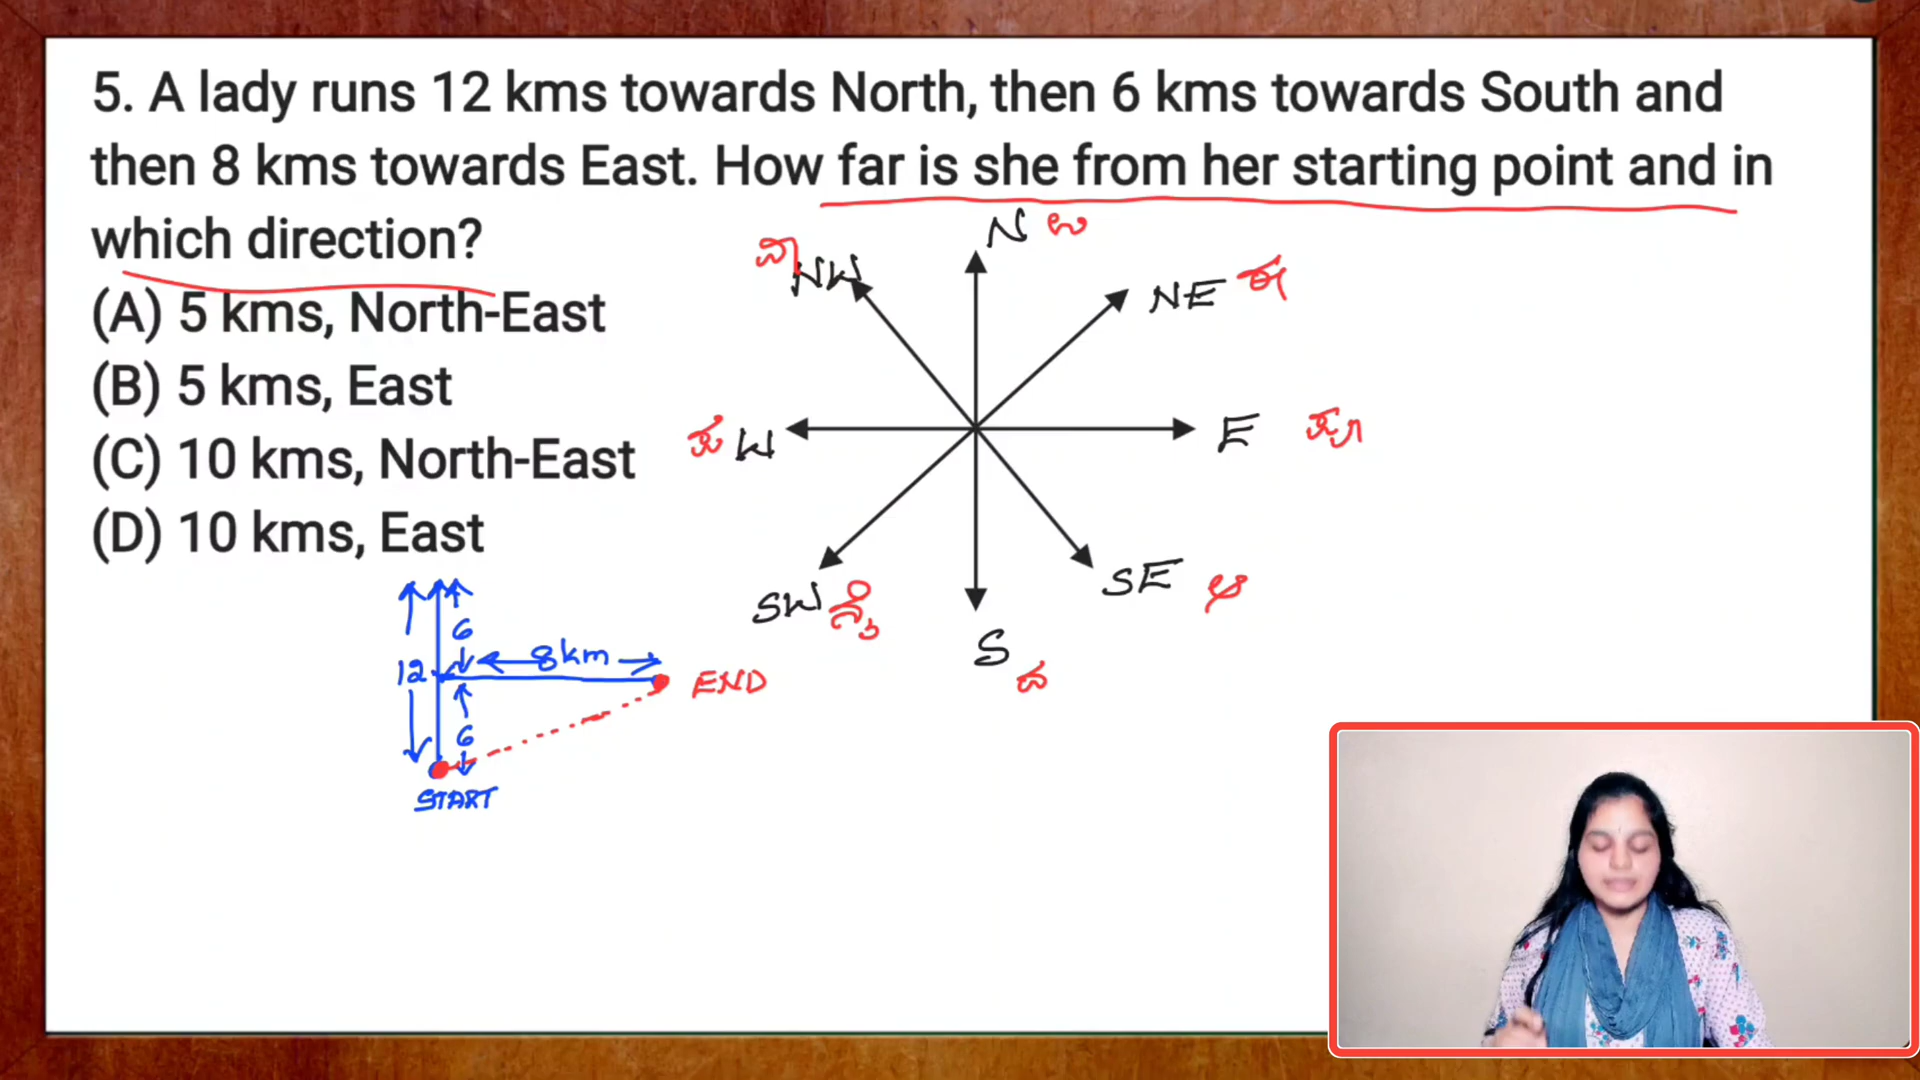 5. A lady runs 12 kms towards North, then 6 kms towards South and
then 8 kms towards East. How far is she from her starting point and in
which direction?
(A) 5 kms, North-East
(B) 5 kms, East
(C) 10 kms, North-East
(D) 10 kms, East
N ಉ
NW
NE ಈ
W
E ಪೂ
SW ನೈ
SE ಆ
S ದ
6
8km
12
END
6
START